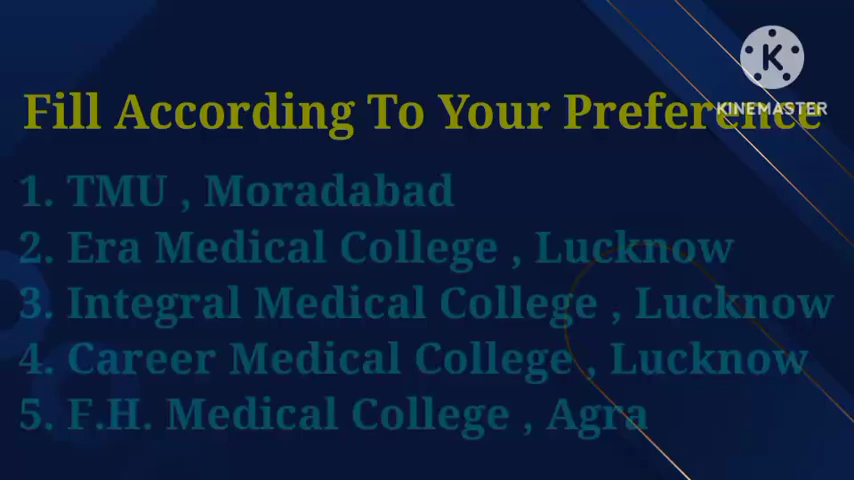 Fill According To Your Preference
KINEMASTER
1. TMU , Moradabad
2. Era Medical College , Lucknow
3. Integral Medical College , Lucknow
4. Career Medical College , Lucknow
5. F.H. Medical College , Agra